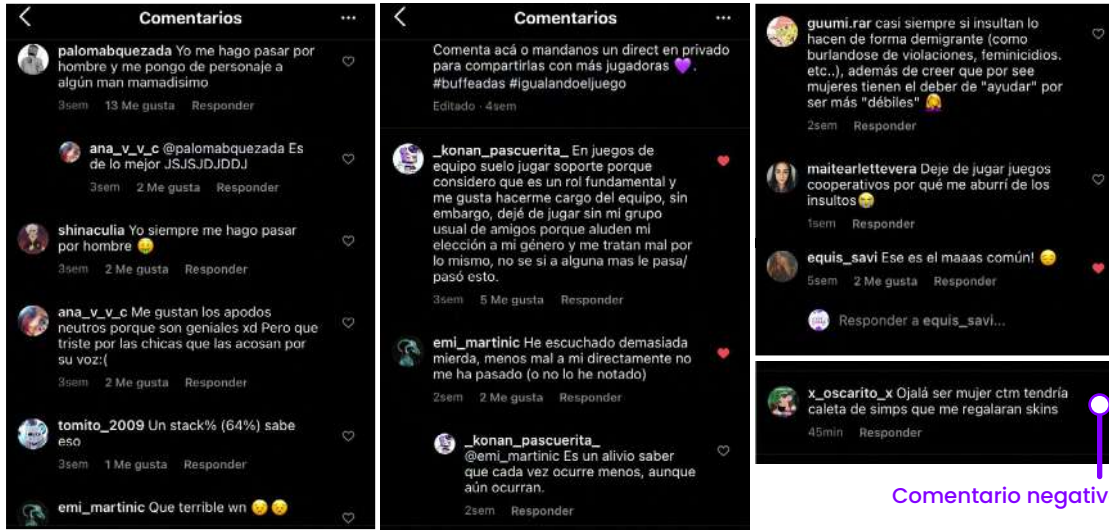 Comentarios
palomabquezada Yo me hago pasar por
hombre y me pongo de personaje a
algún man mamadisimo
3sem 13 Me gusta Responder
ana_v_v_c @palomabquezada Es
de lo mejor JSJSJDJDDJ
3sem 2 Me gusta Responder
shinaculia Yo siempre me hago pasar
por hombre 🤑
3sem 2 Me gusta Responder
ana_v_v_c Me gustan los apodos
neutros porque son geniales xd Pero que
triste por las chicas que las acosan por
su voz:(
3sem 2 Me gusta Responder
tomito_2009 Un stack% (64%) sabe
eso
3sem 1 Me gusta Responder
emi_martinic Que terrible wn 😣😣
Comentarios
Comenta acá o mandanos un direct en privado
para compartirlas con más jugadoras 💜.
#buffeadas #igualandoeljuego
Editado · 4sem
_konan_pascuerita_ En juegos de
equipo suelo jugar soporte porque
considero que es un rol fundamental y
me gusta hacerme cargo del equipo, sin
embargo, dejé de jugar sin mi grupo
usual de amigos porque aluden mi
elección a mi género y me tratan mal por
lo mismo, no se si a alguna mas le pasa/
pasó esto.
3sem 5 Me gusta Responder
emi_martinic He escuchado demasiada
mierda, menos mal a mi directamente no
me ha pasado (o no lo he notado)
2sem 2 Me gusta Responder
_konan_pascuerita_
@emi_martinic Es un alivio saber
que cada vez ocurre menos, aunque
aún ocurran.
2sem Responder
guumi.rar casi siempre si insultan lo
hacen de forma demigrante (como
burlandose de violaciones, feminicidios.
etc..), además de creer que por see
mujeres tienen el deber de "ayudar" por
ser más "débiles" 🤦‍♀️
2sem Responder
maitearlettevera Deje de jugar juegos
cooperativos por qué me aburrí de los
insultos😭
1sem Responder
equis_savi Ese es el maaas común! 😑
5sem 2 Me gusta Responder
Responder a equis_savi...
x_oscarito_x Ojalá ser mujer ctm tendría
caleta de simps que me regalaran skins
45min Responder
Comentario negativ